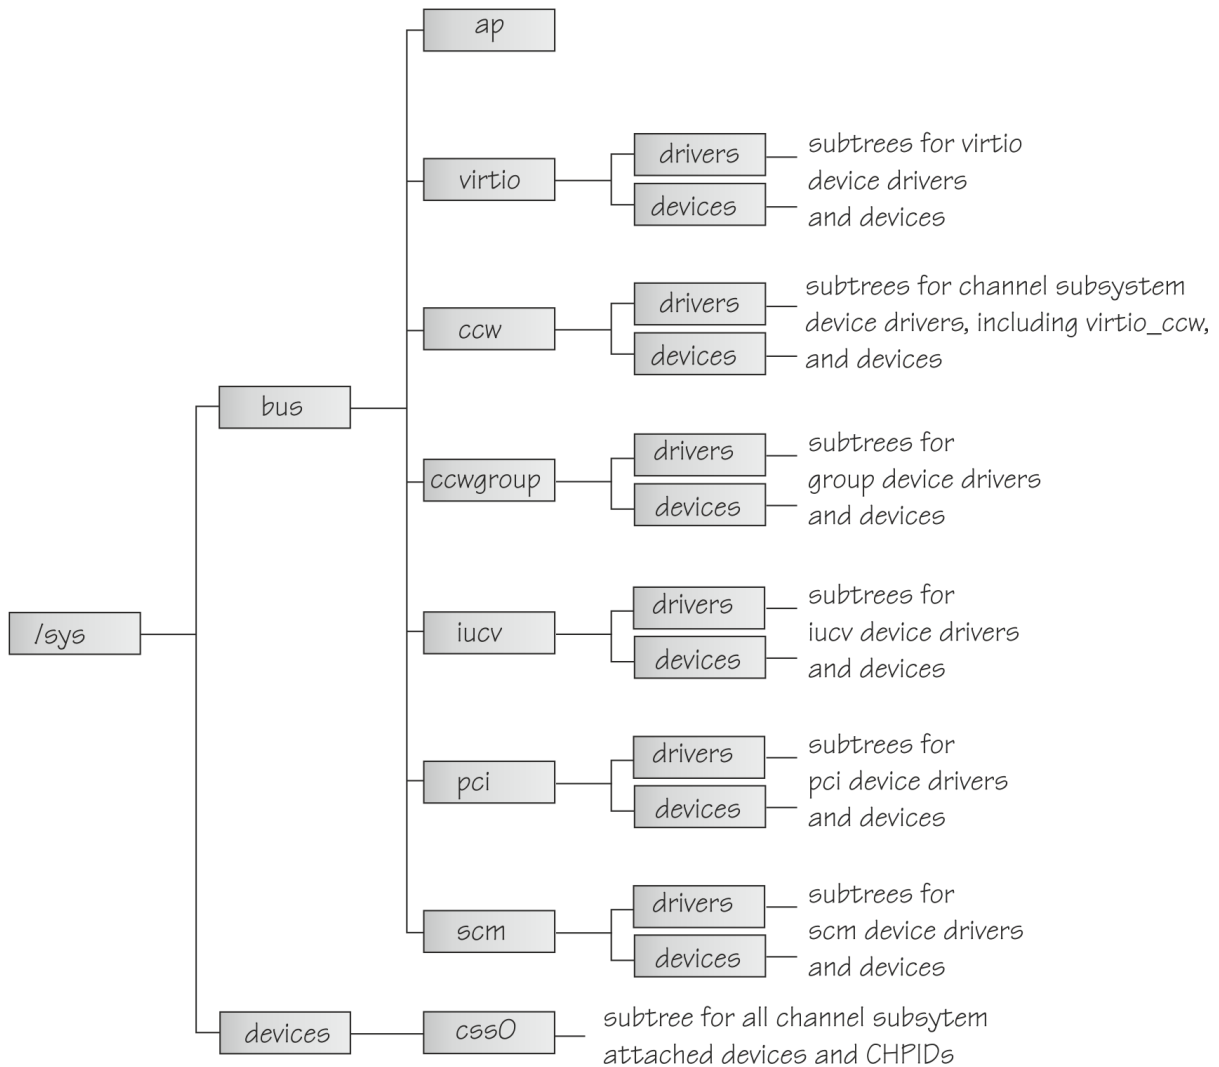 ap
virtio
drivers
devices
subtrees for virtio
device drivers
and devices
ccw
drivers
devices
subtrees for channel subsystem
device drivers, including virtio_ccw,
and devices
bus
ccwgroup
drivers
devices
subtrees for
group device drivers
and devices
/sys
iucv
drivers
devices
subtrees for
iucv device drivers
and devices
pci
drivers
devices
subtrees for
pci device drivers
and devices
scm
drivers
devices
subtrees for
scm device drivers
and devices
devices
css0
subtree for all channel subsytem
attached devices and CHPIDs